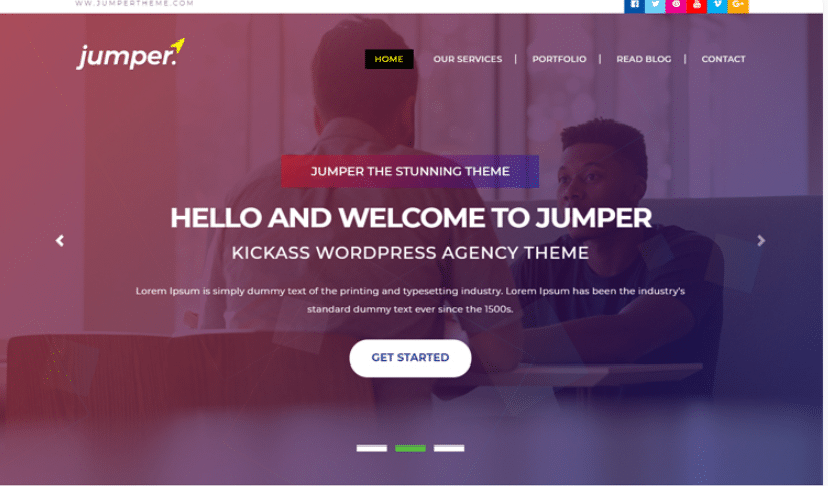 WW.JUMPERTHEME.COM
jumper.
HOME
OUR SERVICES | PORTFOLIO | READ BLOG | CONTACT
JUMPER THE STUNNING THEME
HELLO AND WELCOME TO JUMPER
KICKASS WORDPRESS AGENCY THEME
Lorem Ipsum is simply dummy text of the printing and typesetting industry. Lorem Ipsum has been the industry's
standard dummy text ever since the 1500s.
GET STARTED